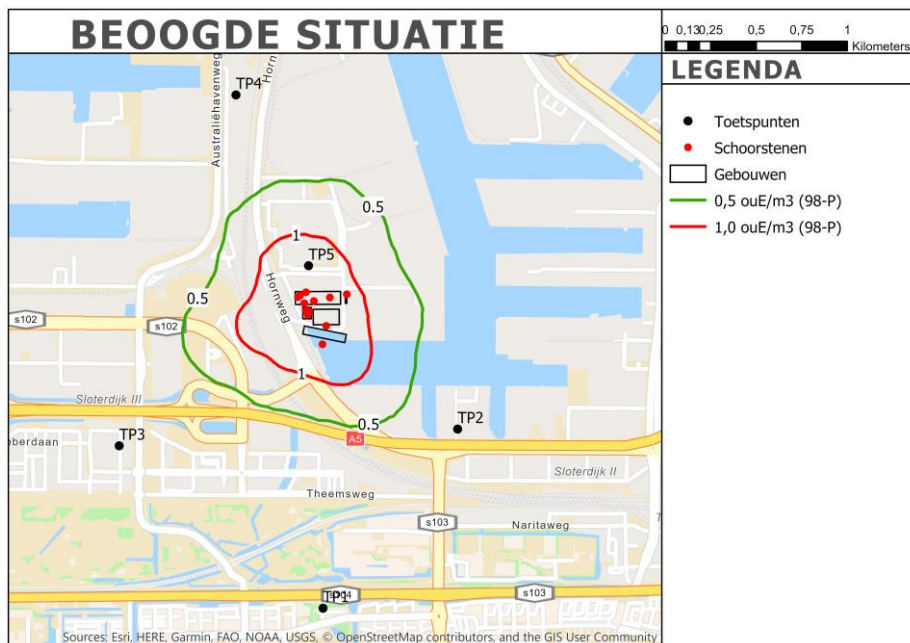 BEOOGDE SITUATIE
0 0,130,25 0,5 0,75 1
Kilometers
LEGENDA
Toetspunten
Schoorstenen
Gebouwen
0,5 ouE/m3 (98-P)
1,0 ouE/m3 (98-P)
TP4
Australiëhavenweg
Horn
0.5
0.5
1
TP5
Hornweg
0.5
s102
s102
1
Sloterdijk III
0.5
A5
TP2
TP3
oberdaan
Sloterdijk II
Theemsweg
s103
Naritaweg
s103
TP1
Sources: Esri, HERE, Garmin, FAO, NOAA, USGS, © OpenStreetMap contributors, and the GIS User Community